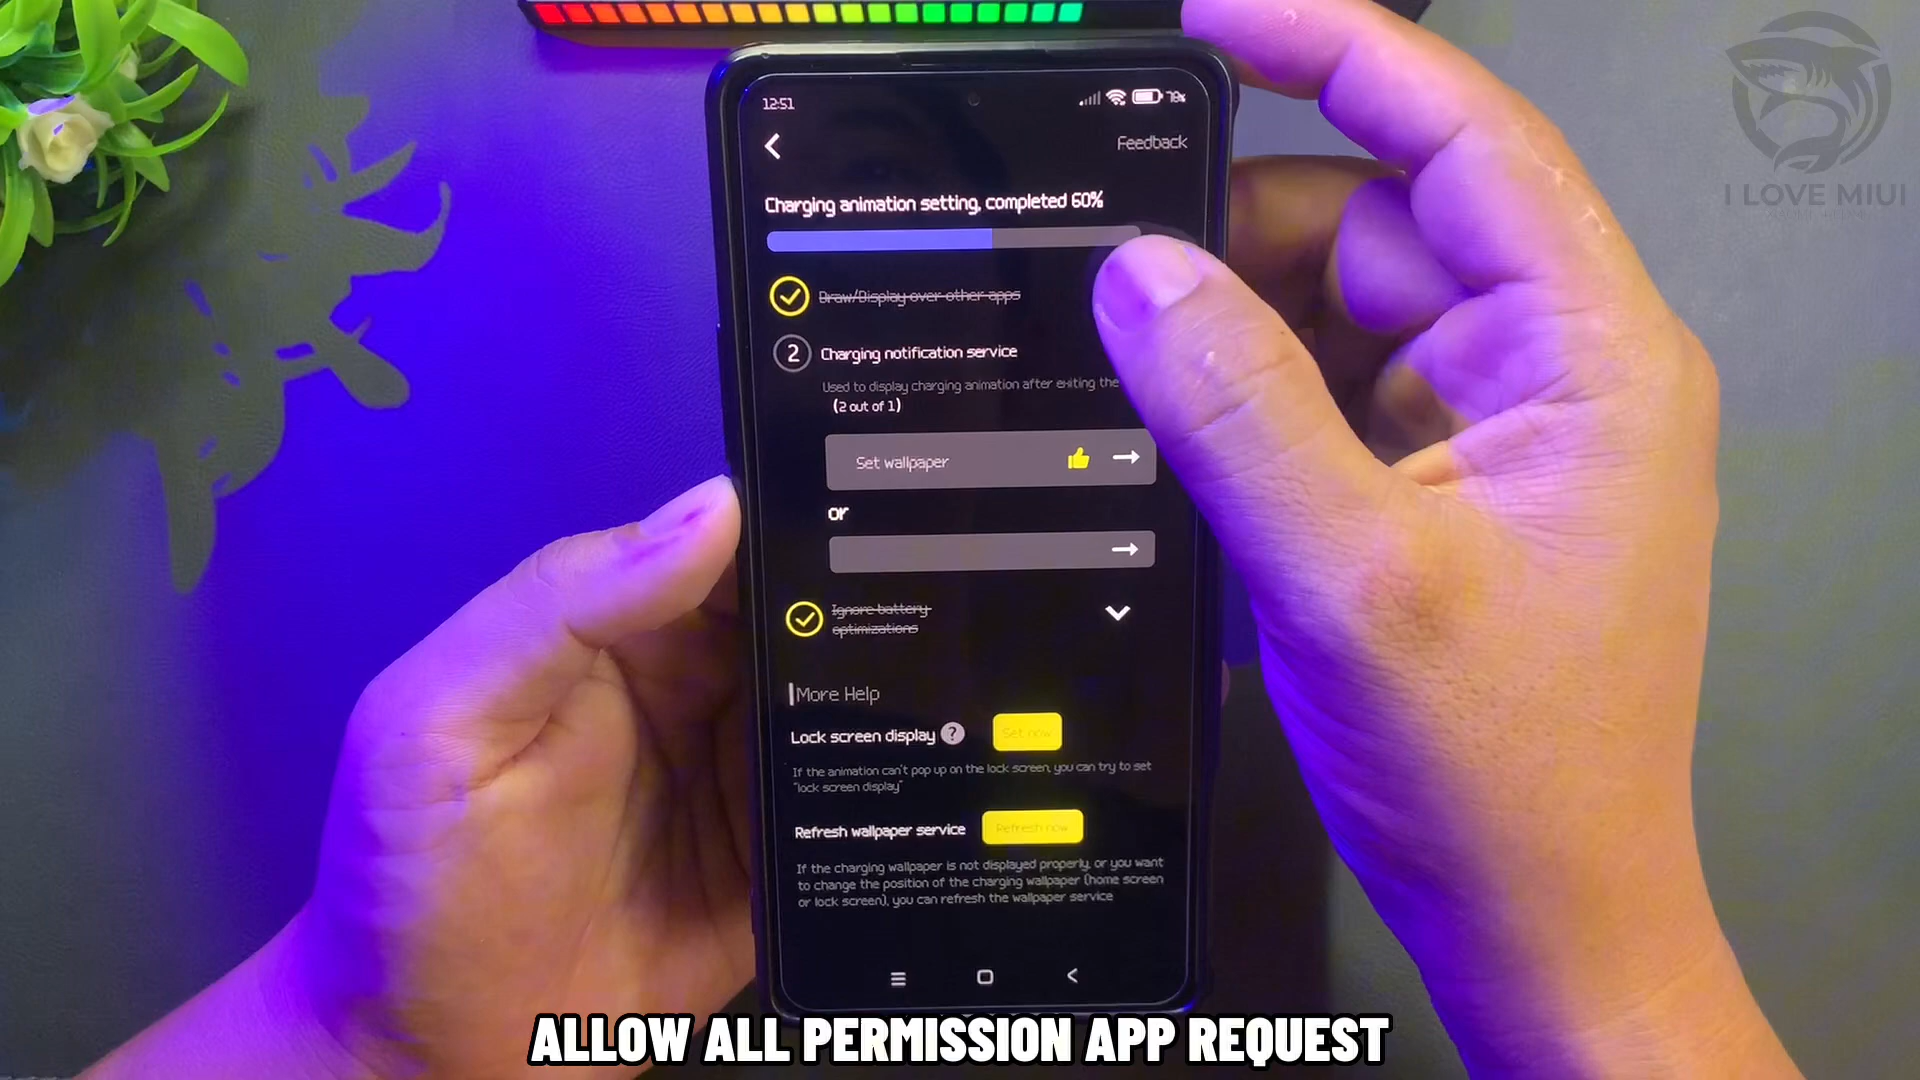 12:51
78%
Feedback
I LOVE MIUI
Charging animation setting, completed 60%
Draw/Display over other apps
2 Charging notification service
Used to display charging animation after exiting the
(2 out of 1)
Set wallpaper
or
Ignore battery
optimizations
More Help
Lock screen display ? Set now
If the animation can't pop up on the lock screen, you can try to set
"lock screen display"
Refresh wallpaper service Refresh now
If the charging wallpaper is not displayed properly, or you want
to change the position of the charging wallpaper (home screen
or lock screen), you can refresh the wallpaper service
ALLOW ALL PERMISSION APP REQUEST